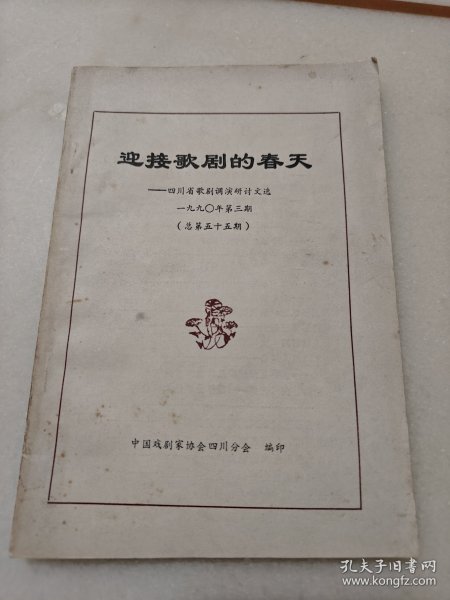 迎接歌剧的春天
——四川省歌剧调演研讨文选
一九九〇年第三期
(总第五十五期)
中国戏剧家协会四川分会 编印
孔夫子旧书网
www.kongfz.com